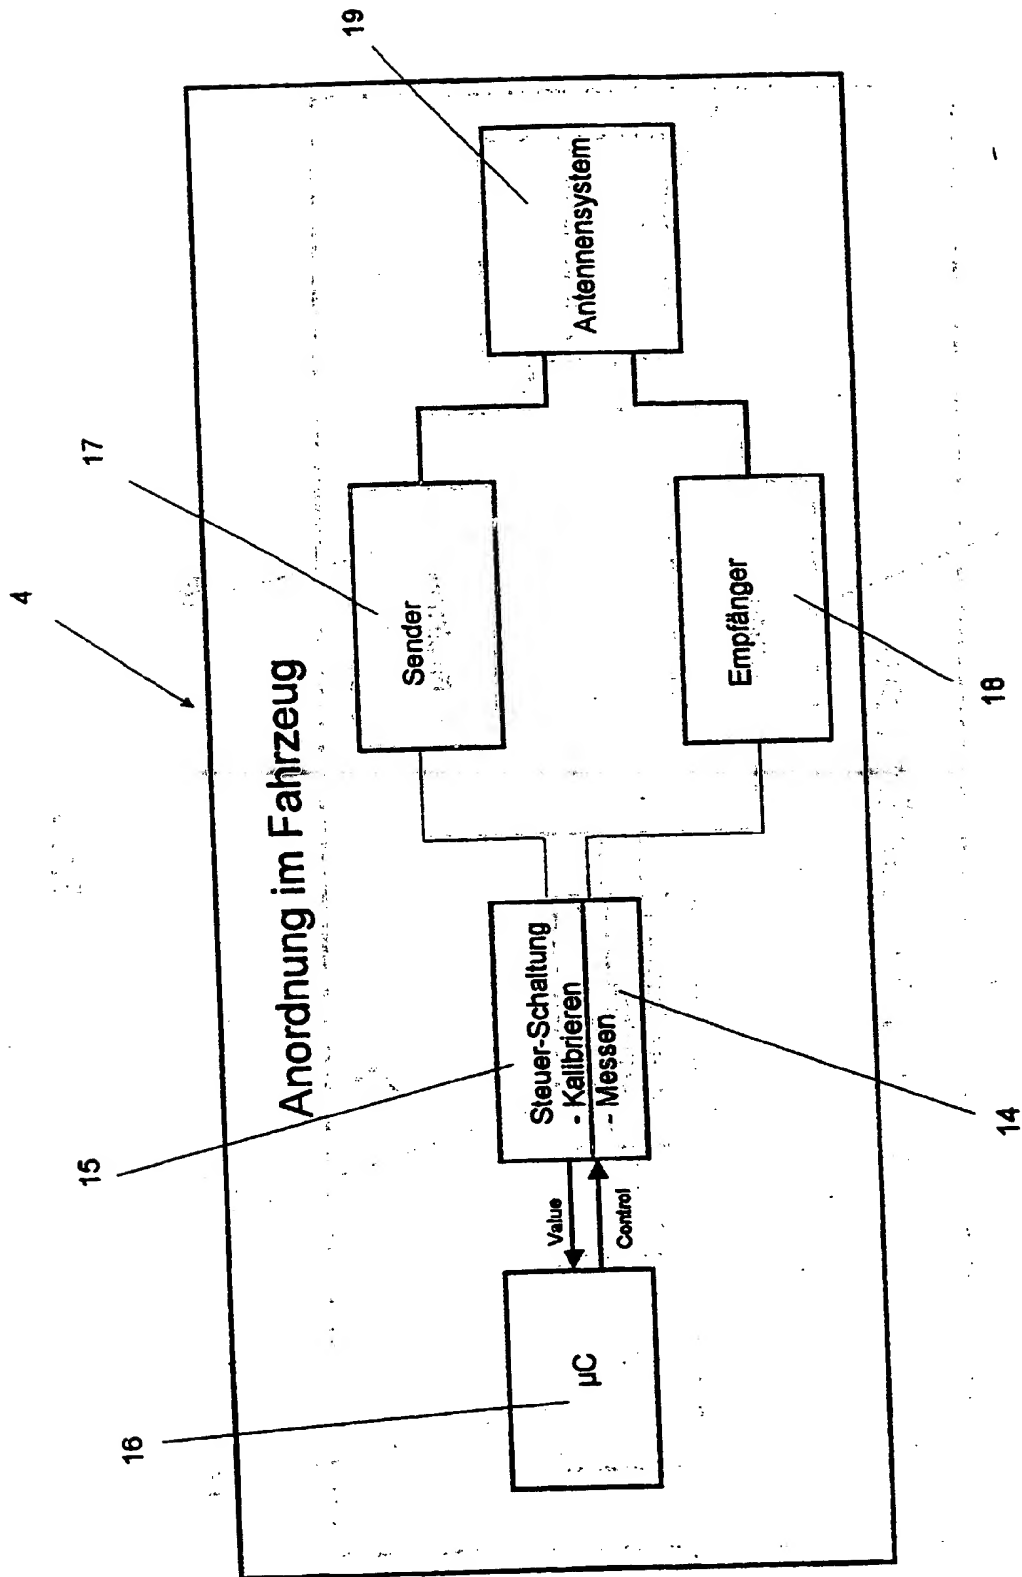 4
Anordnung im Fahrzeug
16
15
17
19
µC
Value
Control
Steuer-Schaltung
- Kalibrieren
- Messen
Sender
Empfänger
Antennensystem
14
18